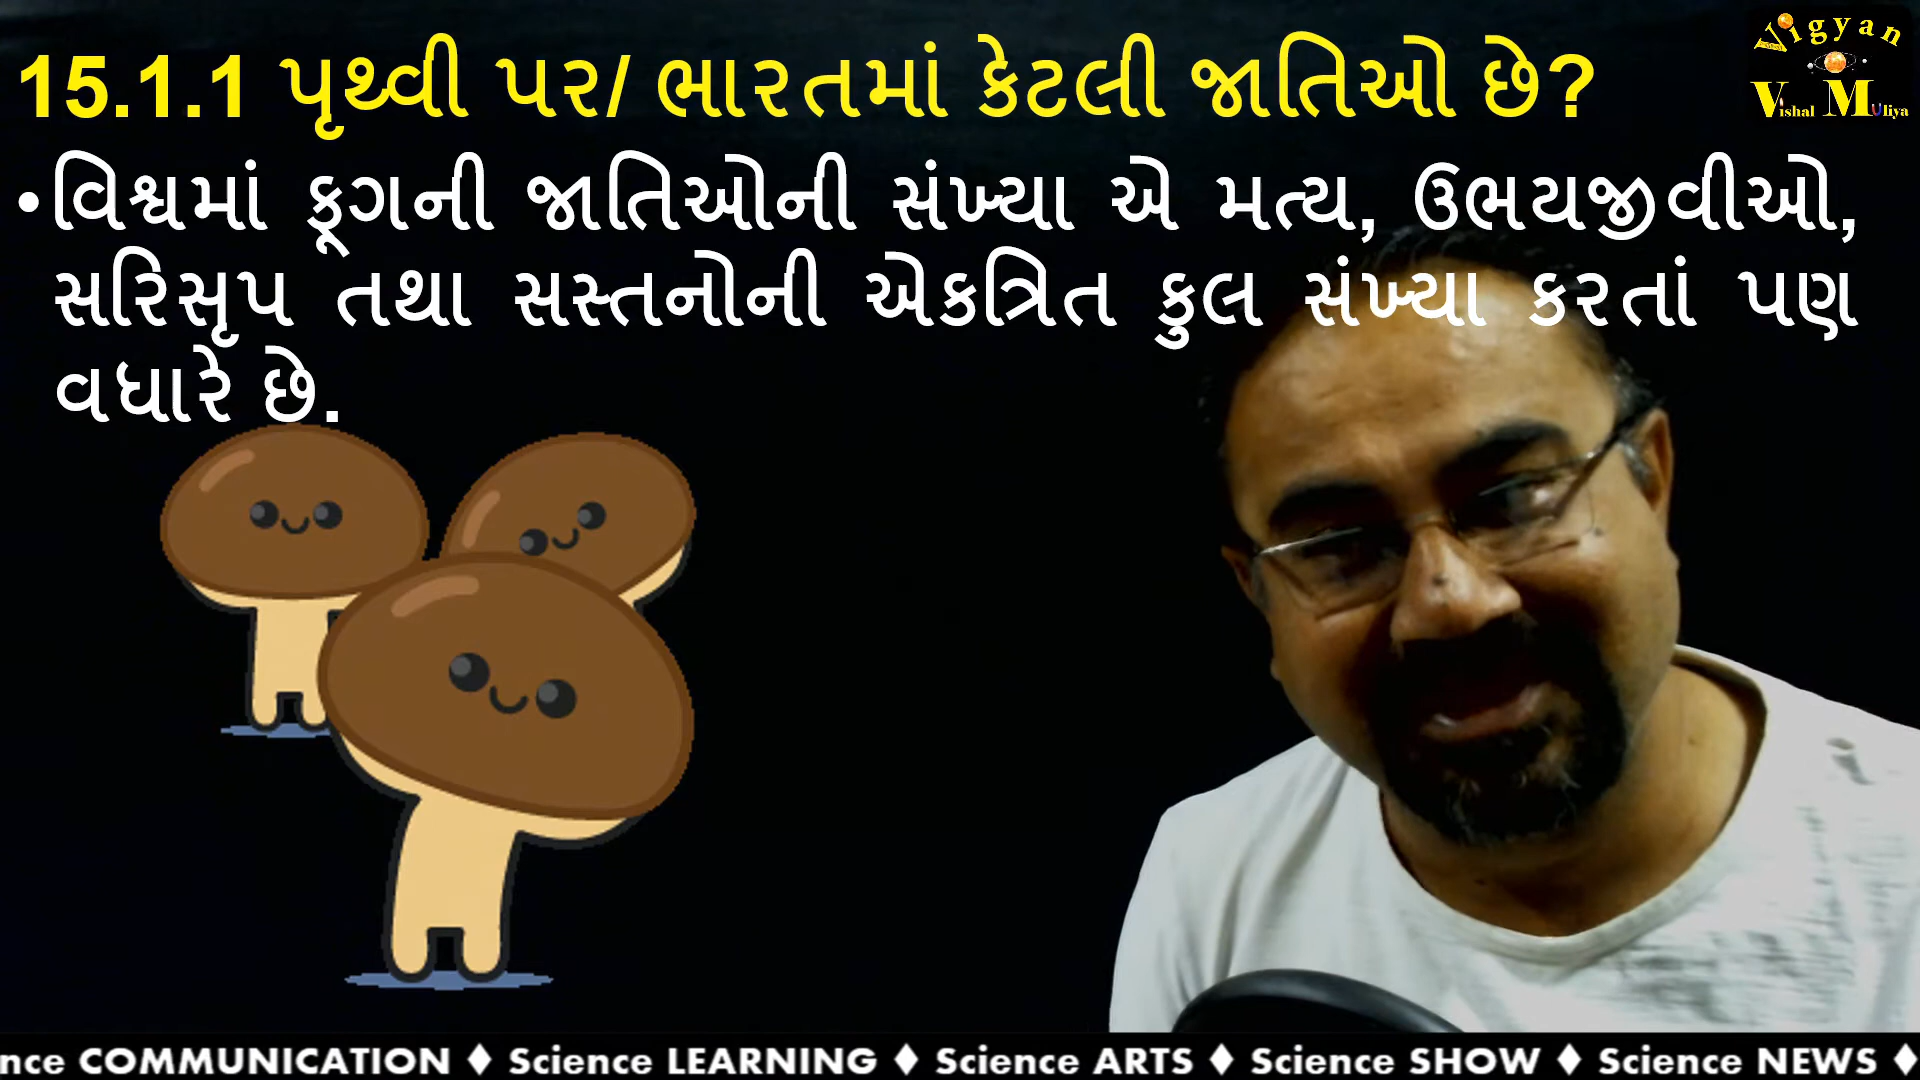 15.1.1 પૃથ્વી પર/ ભારતમાં કેટલી જાતિઓ છે?
Vigyan
Vishal Muliya
•વિશ્વમાં ફૂગની જાતિઓની સંખ્યા એ મત્ય, ઉભયજીવીઓ,
સરિસૃપ તથા સસ્તનોની એકત્રિત કુલ સંખ્યા કરતાં પણ
વધારે છે.
nce COMMUNICATION ♦ Science LEARNING ♦ Science ARTS ♦ Science SHOW ♦ Science NEWS ♦